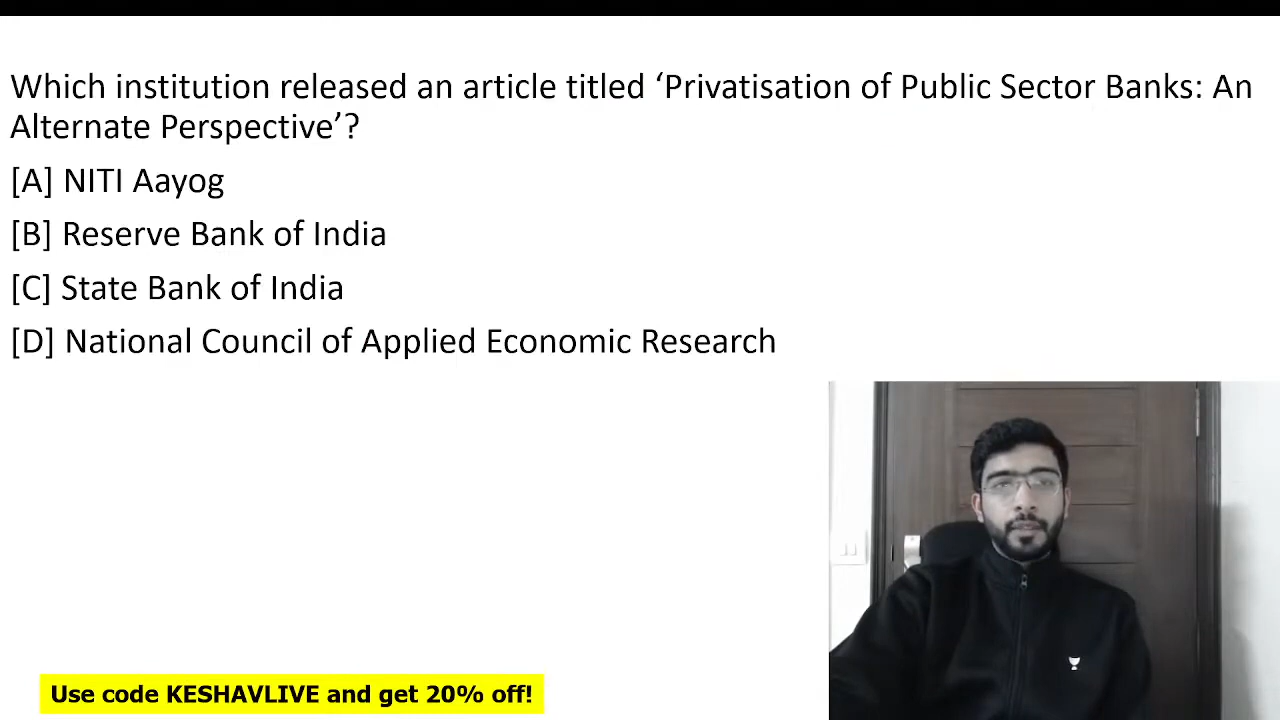 Which institution released an article titled ‘Privatisation of Public Sector Banks: An
Alternate Perspective’?
[A] NITI Aayog
[B] Reserve Bank of India
[C] State Bank of India
[D] National Council of Applied Economic Research
Use code KESHAVLIVE and get 20% off!